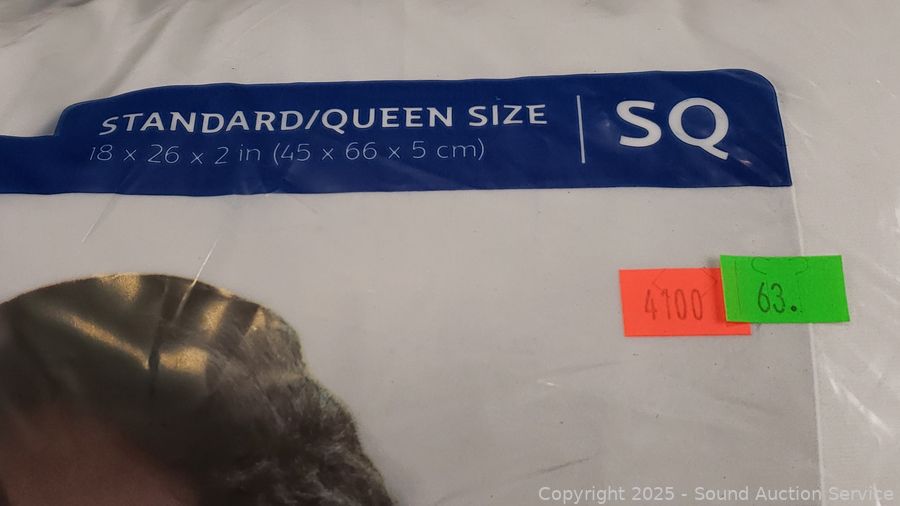 STANDARD/QUEEN SIZE | SQ
18 x 26 x 2 in (45 x 66 x 5 cm)
4100
63.
Copyright 2025 - Sound Auction Service